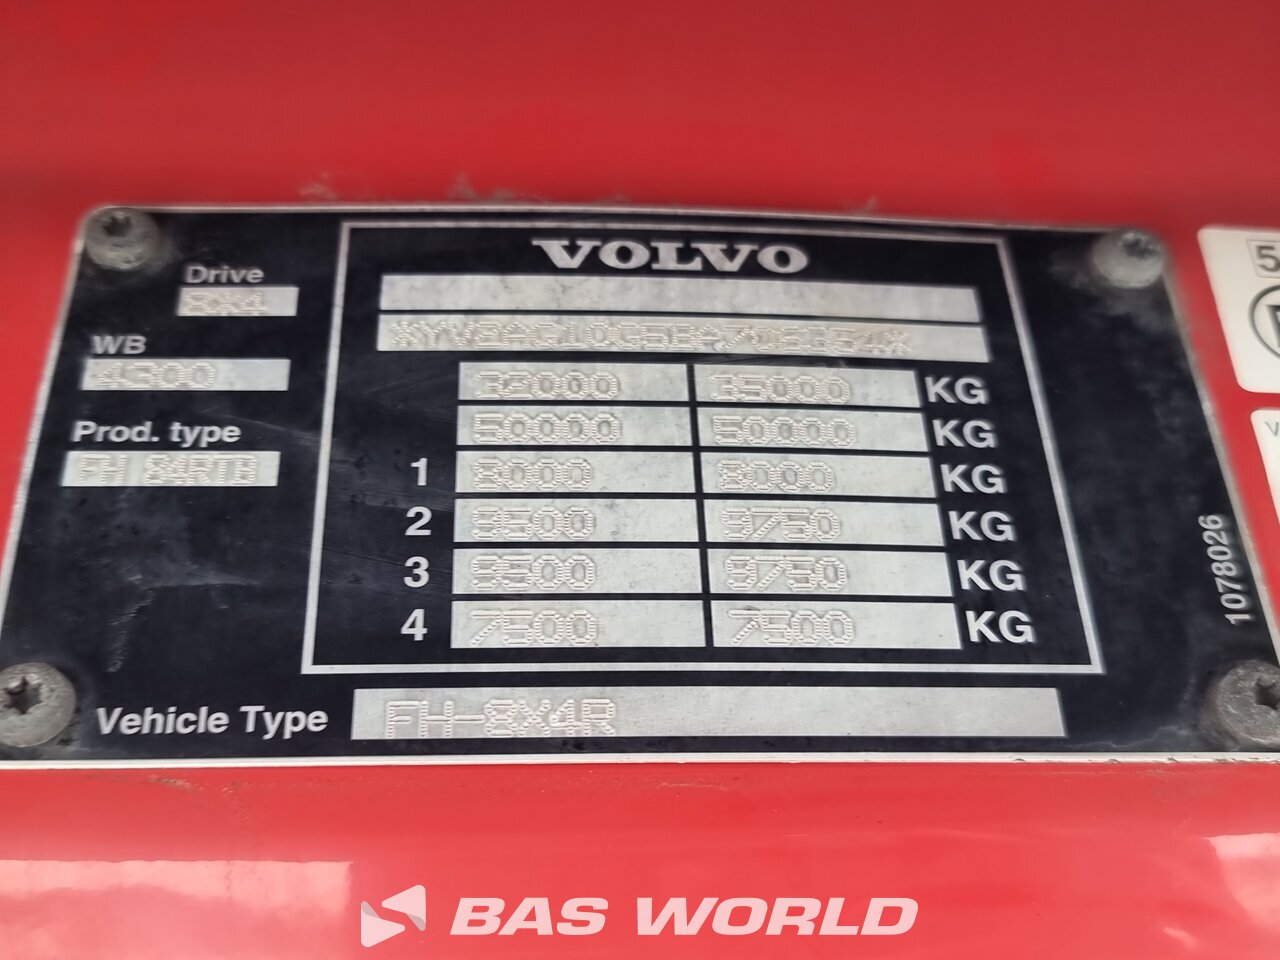 VOLVO
Drive
8X4
WB
4300
32000 35000 KG
50000 50000 KG
Prod. type
FH 84RTB
1 8000 8000 KG
2 9500 9750 KG
3 9500 9750 KG
4 7500 7500 KG
1078026
Vehicle Type FH-8X4R
5
BAS WORLD